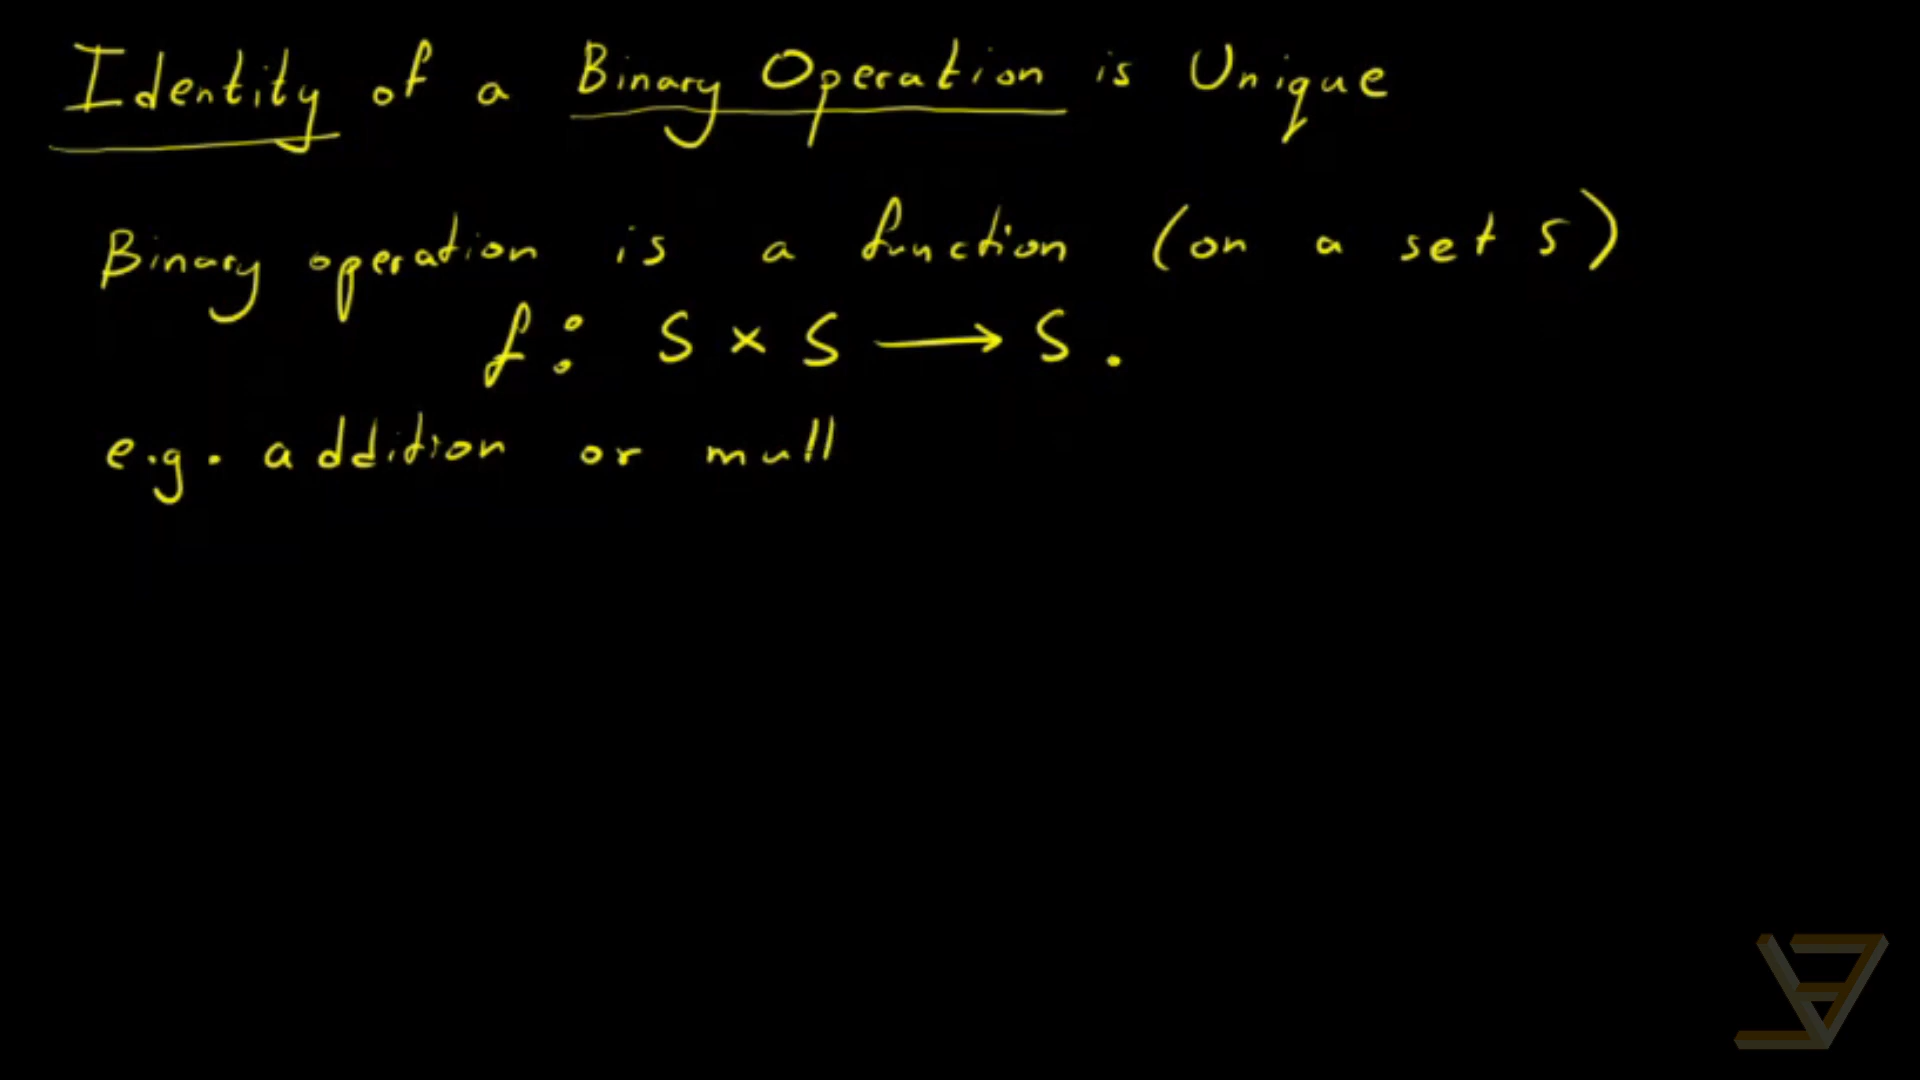 Identity of a Binary Operation is Unique
Binary operation is a function (on a set S)
f: S × S → S.
e.g. addition or mull